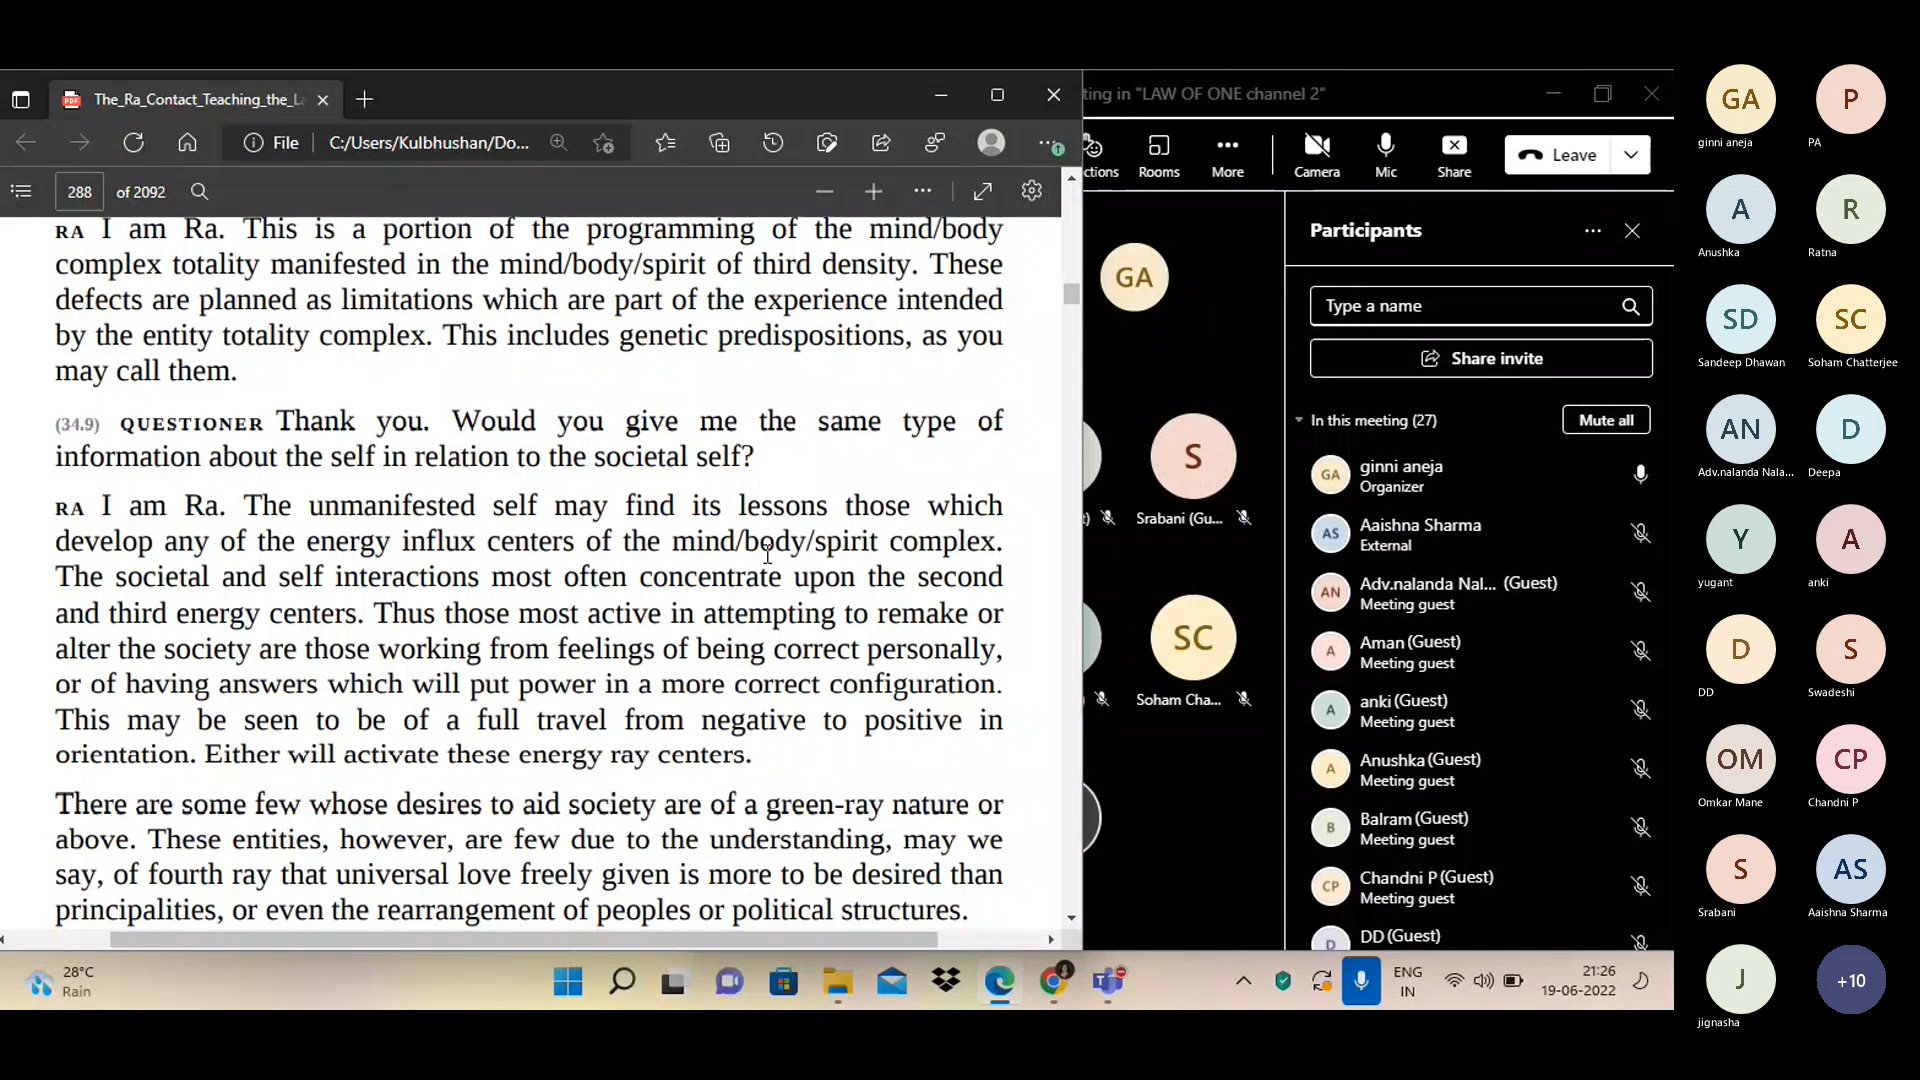 The_Ra_Contact_Teaching_the_La
File
C:/Users/Kulbhushan/Do...
288 of 2092
RA I am Ra. This is a portion of the programming of the mind/body
complex totality manifested in the mind/body/spirit of third density. These
defects are planned as limitations which are part of the experience intended
by the entity totality complex. This includes genetic predispositions, as you
may call them.
(34.9) QUESTIONER Thank you. Would you give me the same type of
information about the self in relation to the societal self?
RA I am Ra. The unmanifested self may find its lessons those which
develop any of the energy influx centers of the mind/body/spirit complex.
The societal and self interactions most often concentrate upon the second
and third energy centers. Thus those most active in attempting to remake or
alter the society are those working from feelings of being correct personally,
or of having answers which will put power in a more correct configuration.
This may be seen to be of a full travel from negative to positive in
orientation. Either will activate these energy ray centers.
There are some few whose desires to aid society are of a green-ray nature or
above. These entities, however, are few due to the understanding, may we
say, of fourth ray that universal love freely given is more to be desired than
principalities, or even the rearrangement of peoples or political structures.
ting in "LAW OF ONE channel 2"
ctions
Rooms
More
Camera
Mic
Share
Leave
GA
S
t)
Srabani (Gu...
SC
)
Soham Cha...
Participants
Type a name
Share invite
In this meeting (27)
Mute all
GA
ginni aneja
Organizer
AS
Aaishna Sharma
External
AN
Adv.nalanda Nal... (Guest)
Meeting guest
A
Aman (Guest)
Meeting guest
A
anki (Guest)
Meeting guest
A
Anushka (Guest)
Meeting guest
B
Balram (Guest)
Meeting guest
CP
Chandni P (Guest)
Meeting guest
D
DD (Guest)
GA
ginni aneja
P
PA
A
Anushka
R
Ratna
SD
Sandeep Dhawan
SC
Soham Chatterjee
AN
Adv.nalanda Nala...
D
Deepa
Y
yugant
A
anki
D
DD
S
Swadeshi
OM
Omkar Mane
CP
Chandni P
S
Srabani
AS
Aaishna Sharma
J
jignasha
+10
28°C
Rain
ENG
IN
21:26
19-06-2022